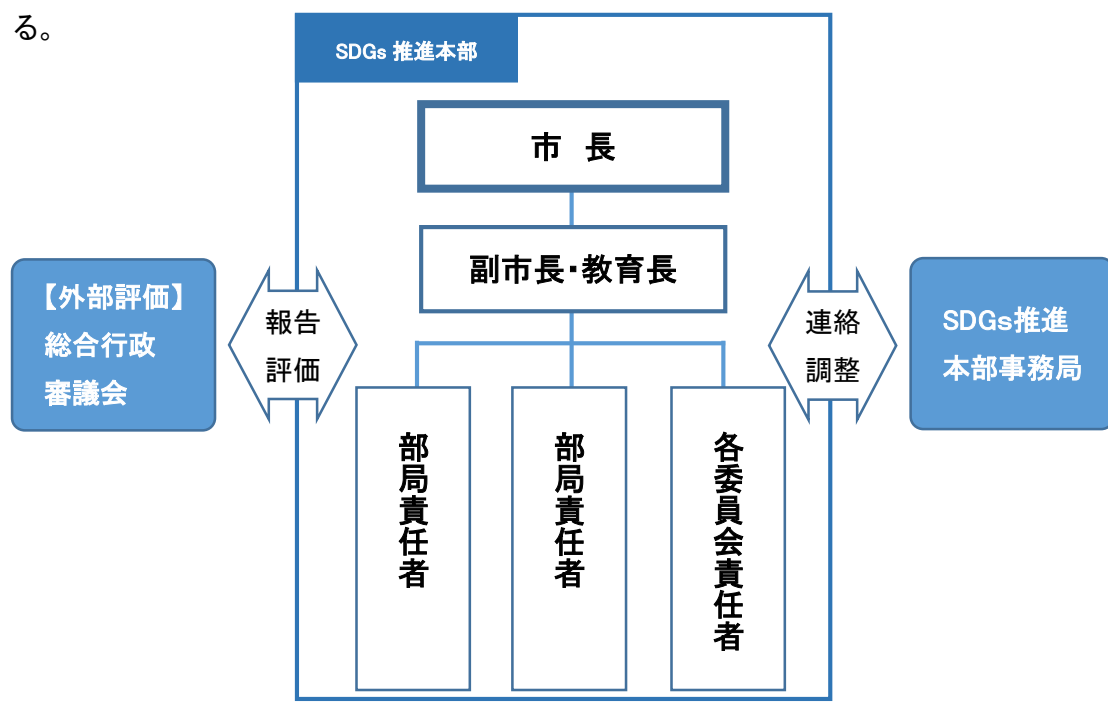 る。
SDGs 推進本部
市 長
副市長・教育長
【外部評価】
総合行政
審議会
報告
評価
連絡
調整
SDGs推進
本部事務局
部局責任者
部局責任者
各委員会責任者